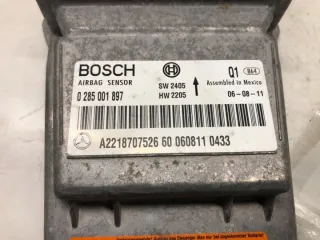 BOSCH
AIRBAG SENSOR
0 285 001 897
SW 2405
HW 2205
Q1 864
Assembled in Mexico
06-08-11
A2218707526 60 060811 0433